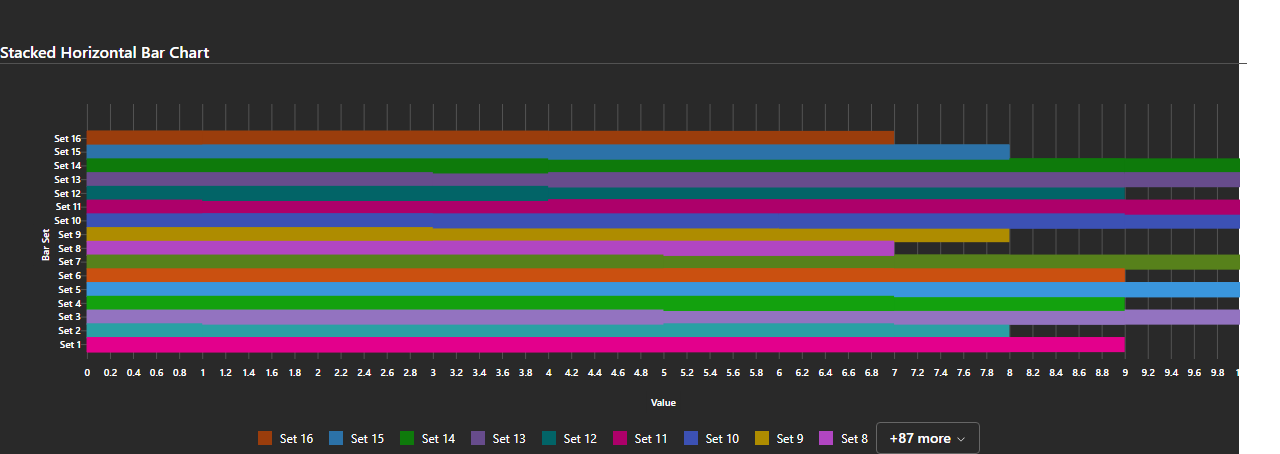 Stacked Horizontal Bar Chart
Set 16
Set 15
Set 14
Set 13
Set 12
Set 11
Set 10
Set 9
Set 8
Set 7
Set 6
Set 5
Set 4
Set 3
Set 2
Set 1
Bar Set
0 0.2 0.4 0.6 0.8 1 1.2 1.4 1.6 1.8 2 2.2 2.4 2.6 2.8 3 3.2 3.4 3.6 3.8 4 4.2 4.4 4.6 4.8 5 5.2 5.4 5.6 5.8 6 6.2 6.4 6.6 6.8 7 7.2 7.4 7.6 7.8 8 8.2 8.4 8.6 8.8 9 9.2 9.4 9.6 9.8 1
Value
Set 16 Set 15 Set 14 Set 13 Set 12 Set 11 Set 10 Set 9 Set 8 +87 more